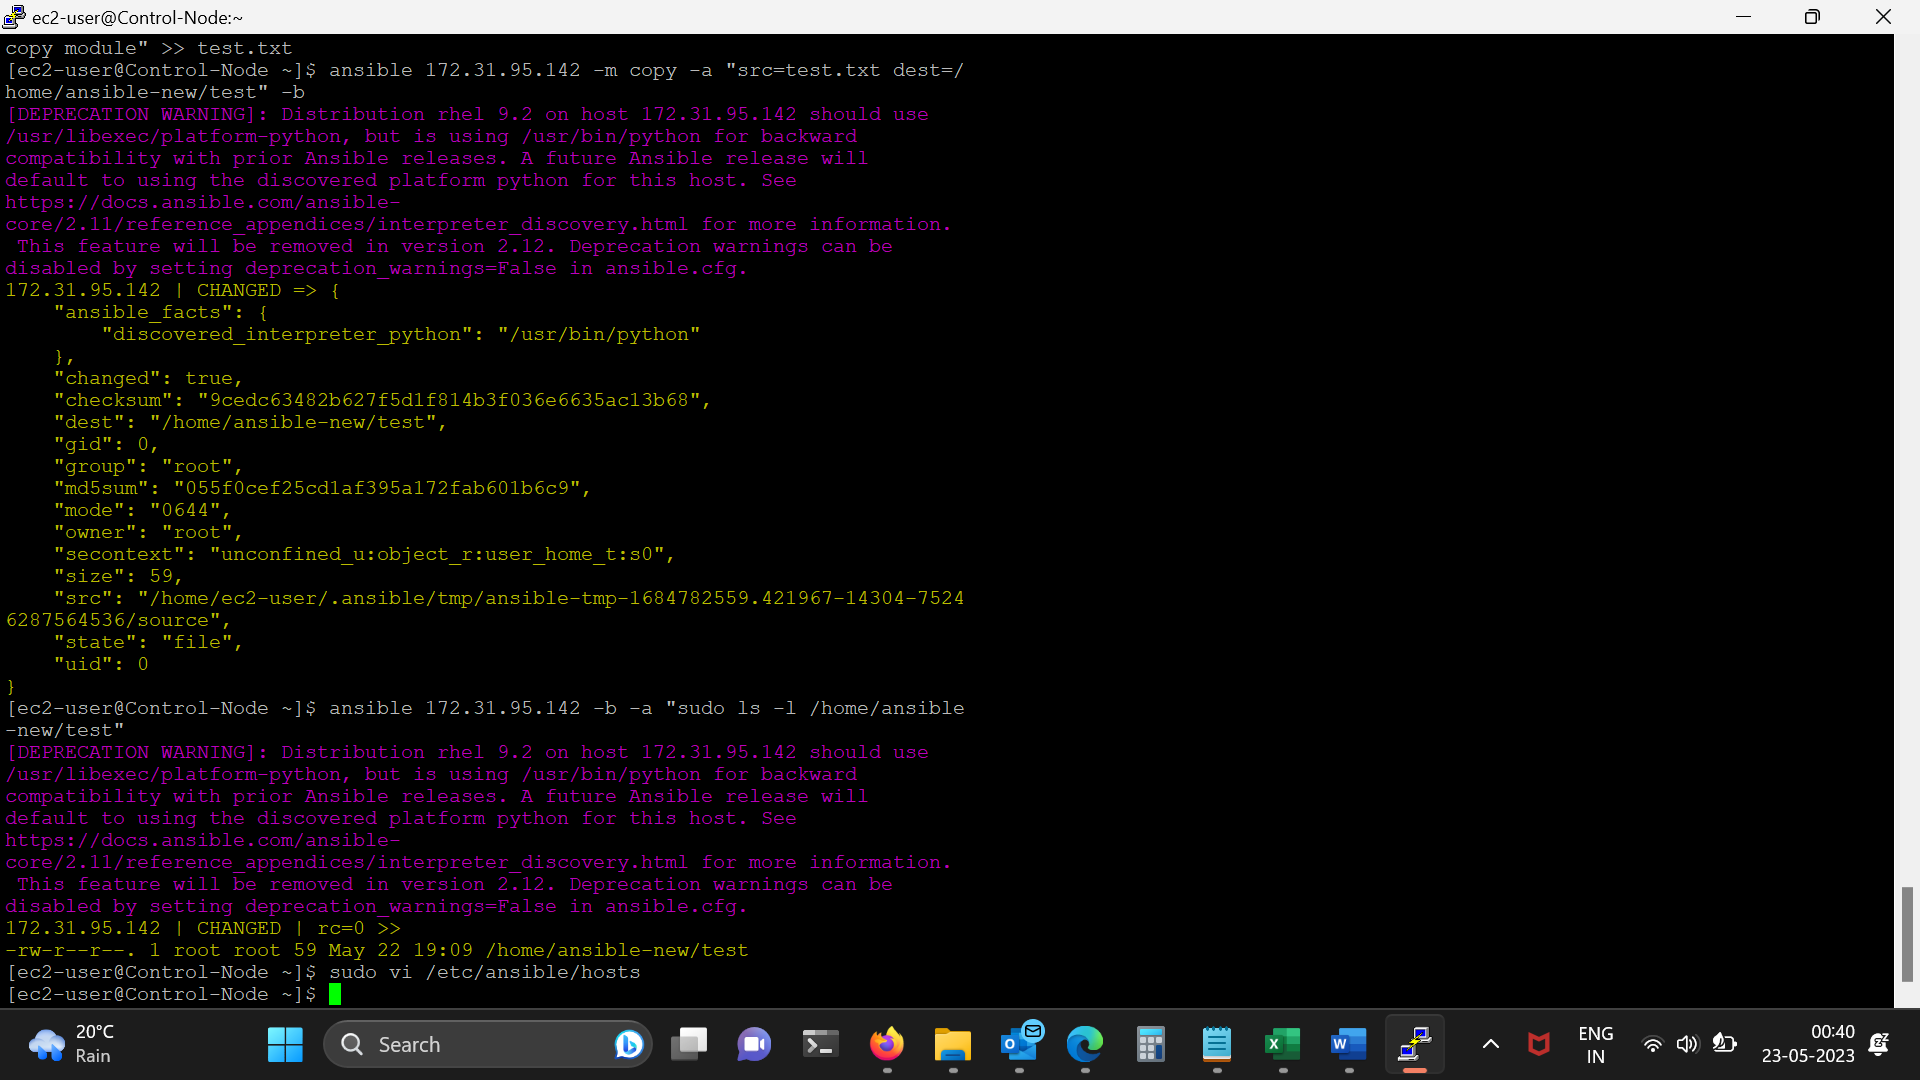 ec2-user@Control-Node:~
copy module" >> test.txt
[ec2-user@Control-Node ~]$ ansible 172.31.95.142 -m copy -a "src=test.txt dest=/
home/ansible-new/test" -b
[DEPRECATION WARNING]: Distribution rhel 9.2 on host 172.31.95.142 should use
/usr/libexec/platform-python, but is using /usr/bin/python for backward
compatibility with prior Ansible releases. A future Ansible release will
default to using the discovered platform python for this host. See
https://docs.ansible.com/ansible-
core/2.11/reference_appendices/interpreter_discovery.html for more information.
 This feature will be removed in version 2.12. Deprecation warnings can be
disabled by setting deprecation_warnings=False in ansible.cfg.
172.31.95.142 | CHANGED => {
    "ansible_facts": {
        "discovered_interpreter_python": "/usr/bin/python"
    },
    "changed": true,
    "checksum": "9cedc63482b627f5d1f814b3f036e6635ac13b68",
    "dest": "/home/ansible-new/test",
    "gid": 0,
    "group": "root",
    "md5sum": "055f0cef25cd1af395a172fab601b6c9",
    "mode": "0644",
    "owner": "root",
    "secontext": "unconfined_u:object_r:user_home_t:s0",
    "size": 59,
    "src": "/home/ec2-user/.ansible/tmp/ansible-tmp-1684782559.421967-14304-7524
6287564536/source",
    "state": "file",
    "uid": 0
}
[ec2-user@Control-Node ~]$ ansible 172.31.95.142 -b -a "sudo ls -l /home/ansible
-new/test"
[DEPRECATION WARNING]: Distribution rhel 9.2 on host 172.31.95.142 should use
/usr/libexec/platform-python, but is using /usr/bin/python for backward
compatibility with prior Ansible releases. A future Ansible release will
default to using the discovered platform python for this host. See
https://docs.ansible.com/ansible-
core/2.11/reference_appendices/interpreter_discovery.html for more information.
 This feature will be removed in version 2.12. Deprecation warnings can be
disabled by setting deprecation_warnings=False in ansible.cfg.
172.31.95.142 | CHANGED | rc=0 >>
-rw-r--r--. 1 root root 59 May 22 19:09 /home/ansible-new/test
[ec2-user@Control-Node ~]$ sudo vi /etc/ansible/hosts
[ec2-user@Control-Node ~]$
20°C
Rain
Search
ENG
IN
00:40
23-05-2023